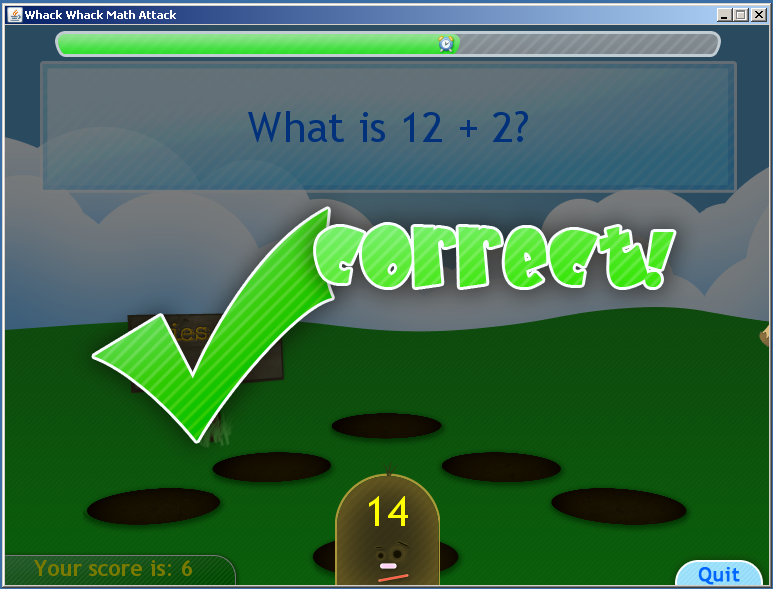 Whack Whack Math Attack
What is 12 + 2?
correct!
14
Your score is: 6
Quit